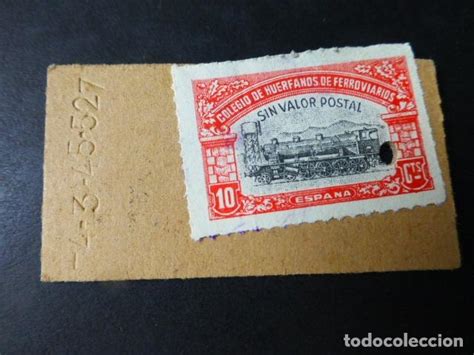 COLEGIO DE HUERFANOS DE FERROVIARIOS
SIN VALOR POSTAL
10
CTS
ESPAÑA
-4-3-45-527
todocoleccion